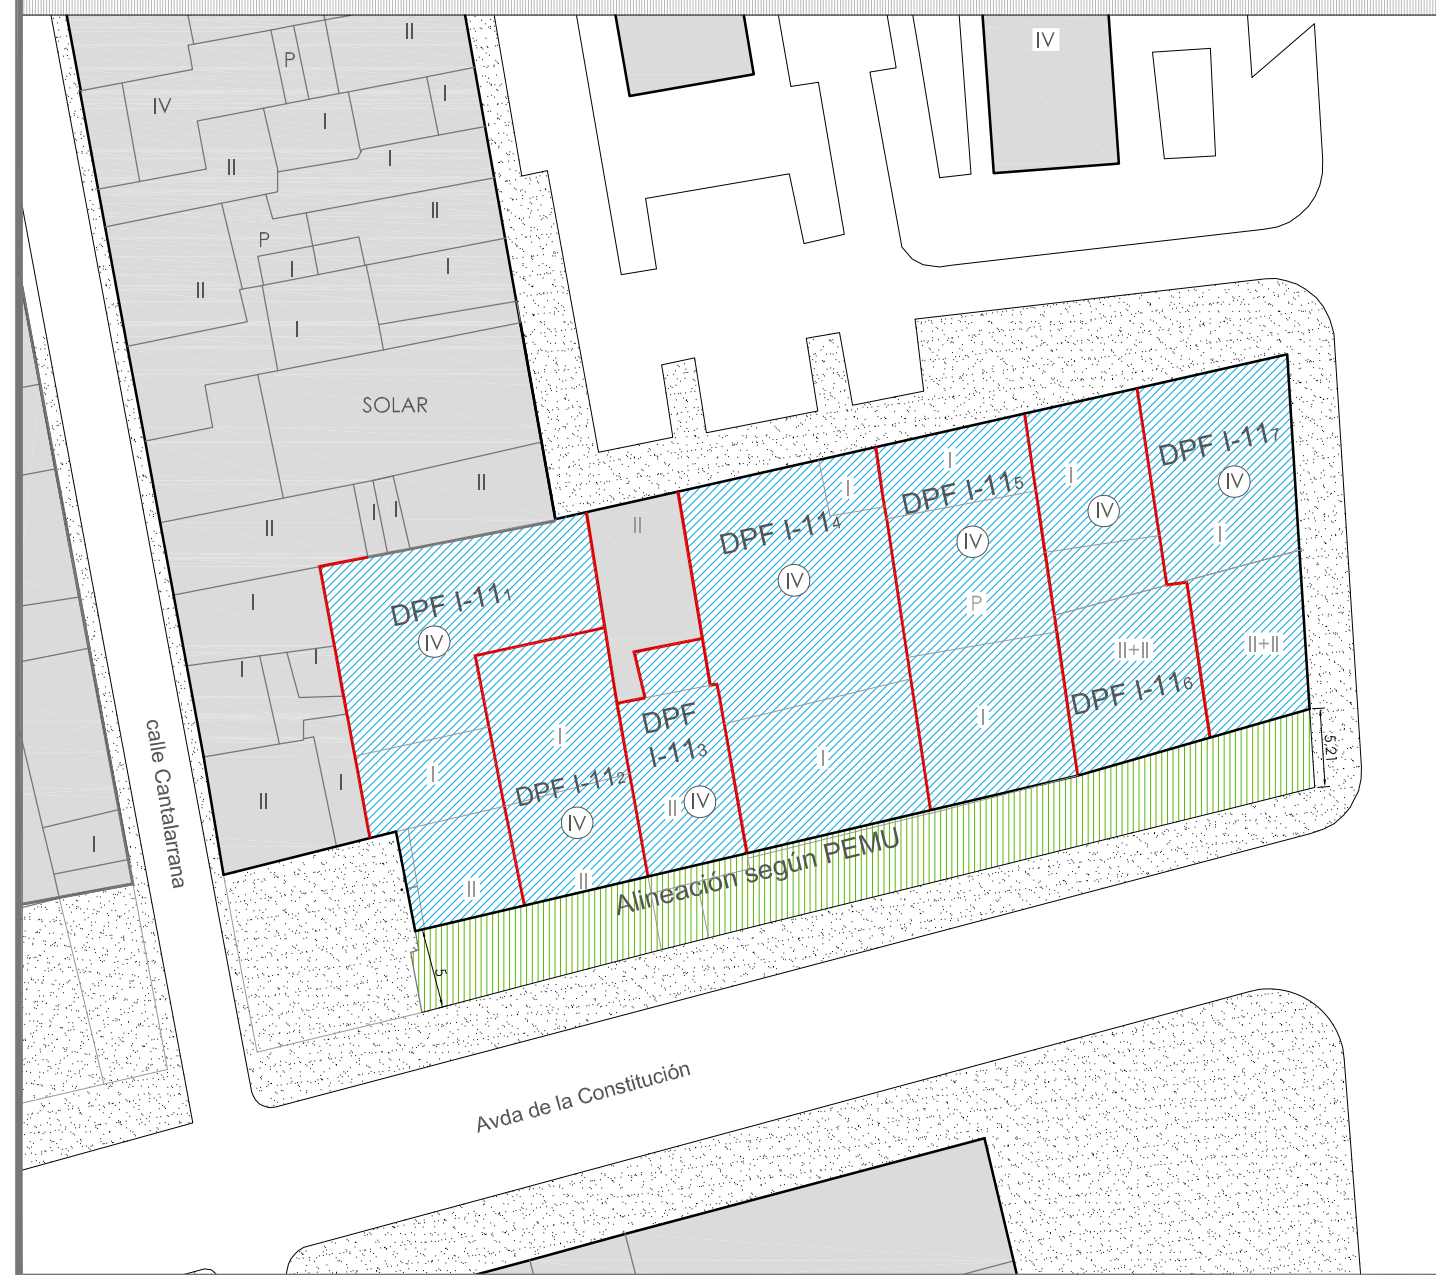 II
IV
P
IV
I
I
I
II
II
P
II
I
I
I
SOLAR
II
II
I
I
I
II
I
I
I
I
II
I
calle Cantalarrana
DPF I-11₁
IV
I
II
I
DPF I-11₂
IV
II
DPF
I-11₃
II
IV
I
DPF I-11₄
IV
I
I
DPF I-11₅
IV
P
I
I
IV
II+II
DPF I-11₆
DPF I-11₇
IV
I
II+II
5.21
5
Alineación según PEMU
Avda de la Constitución